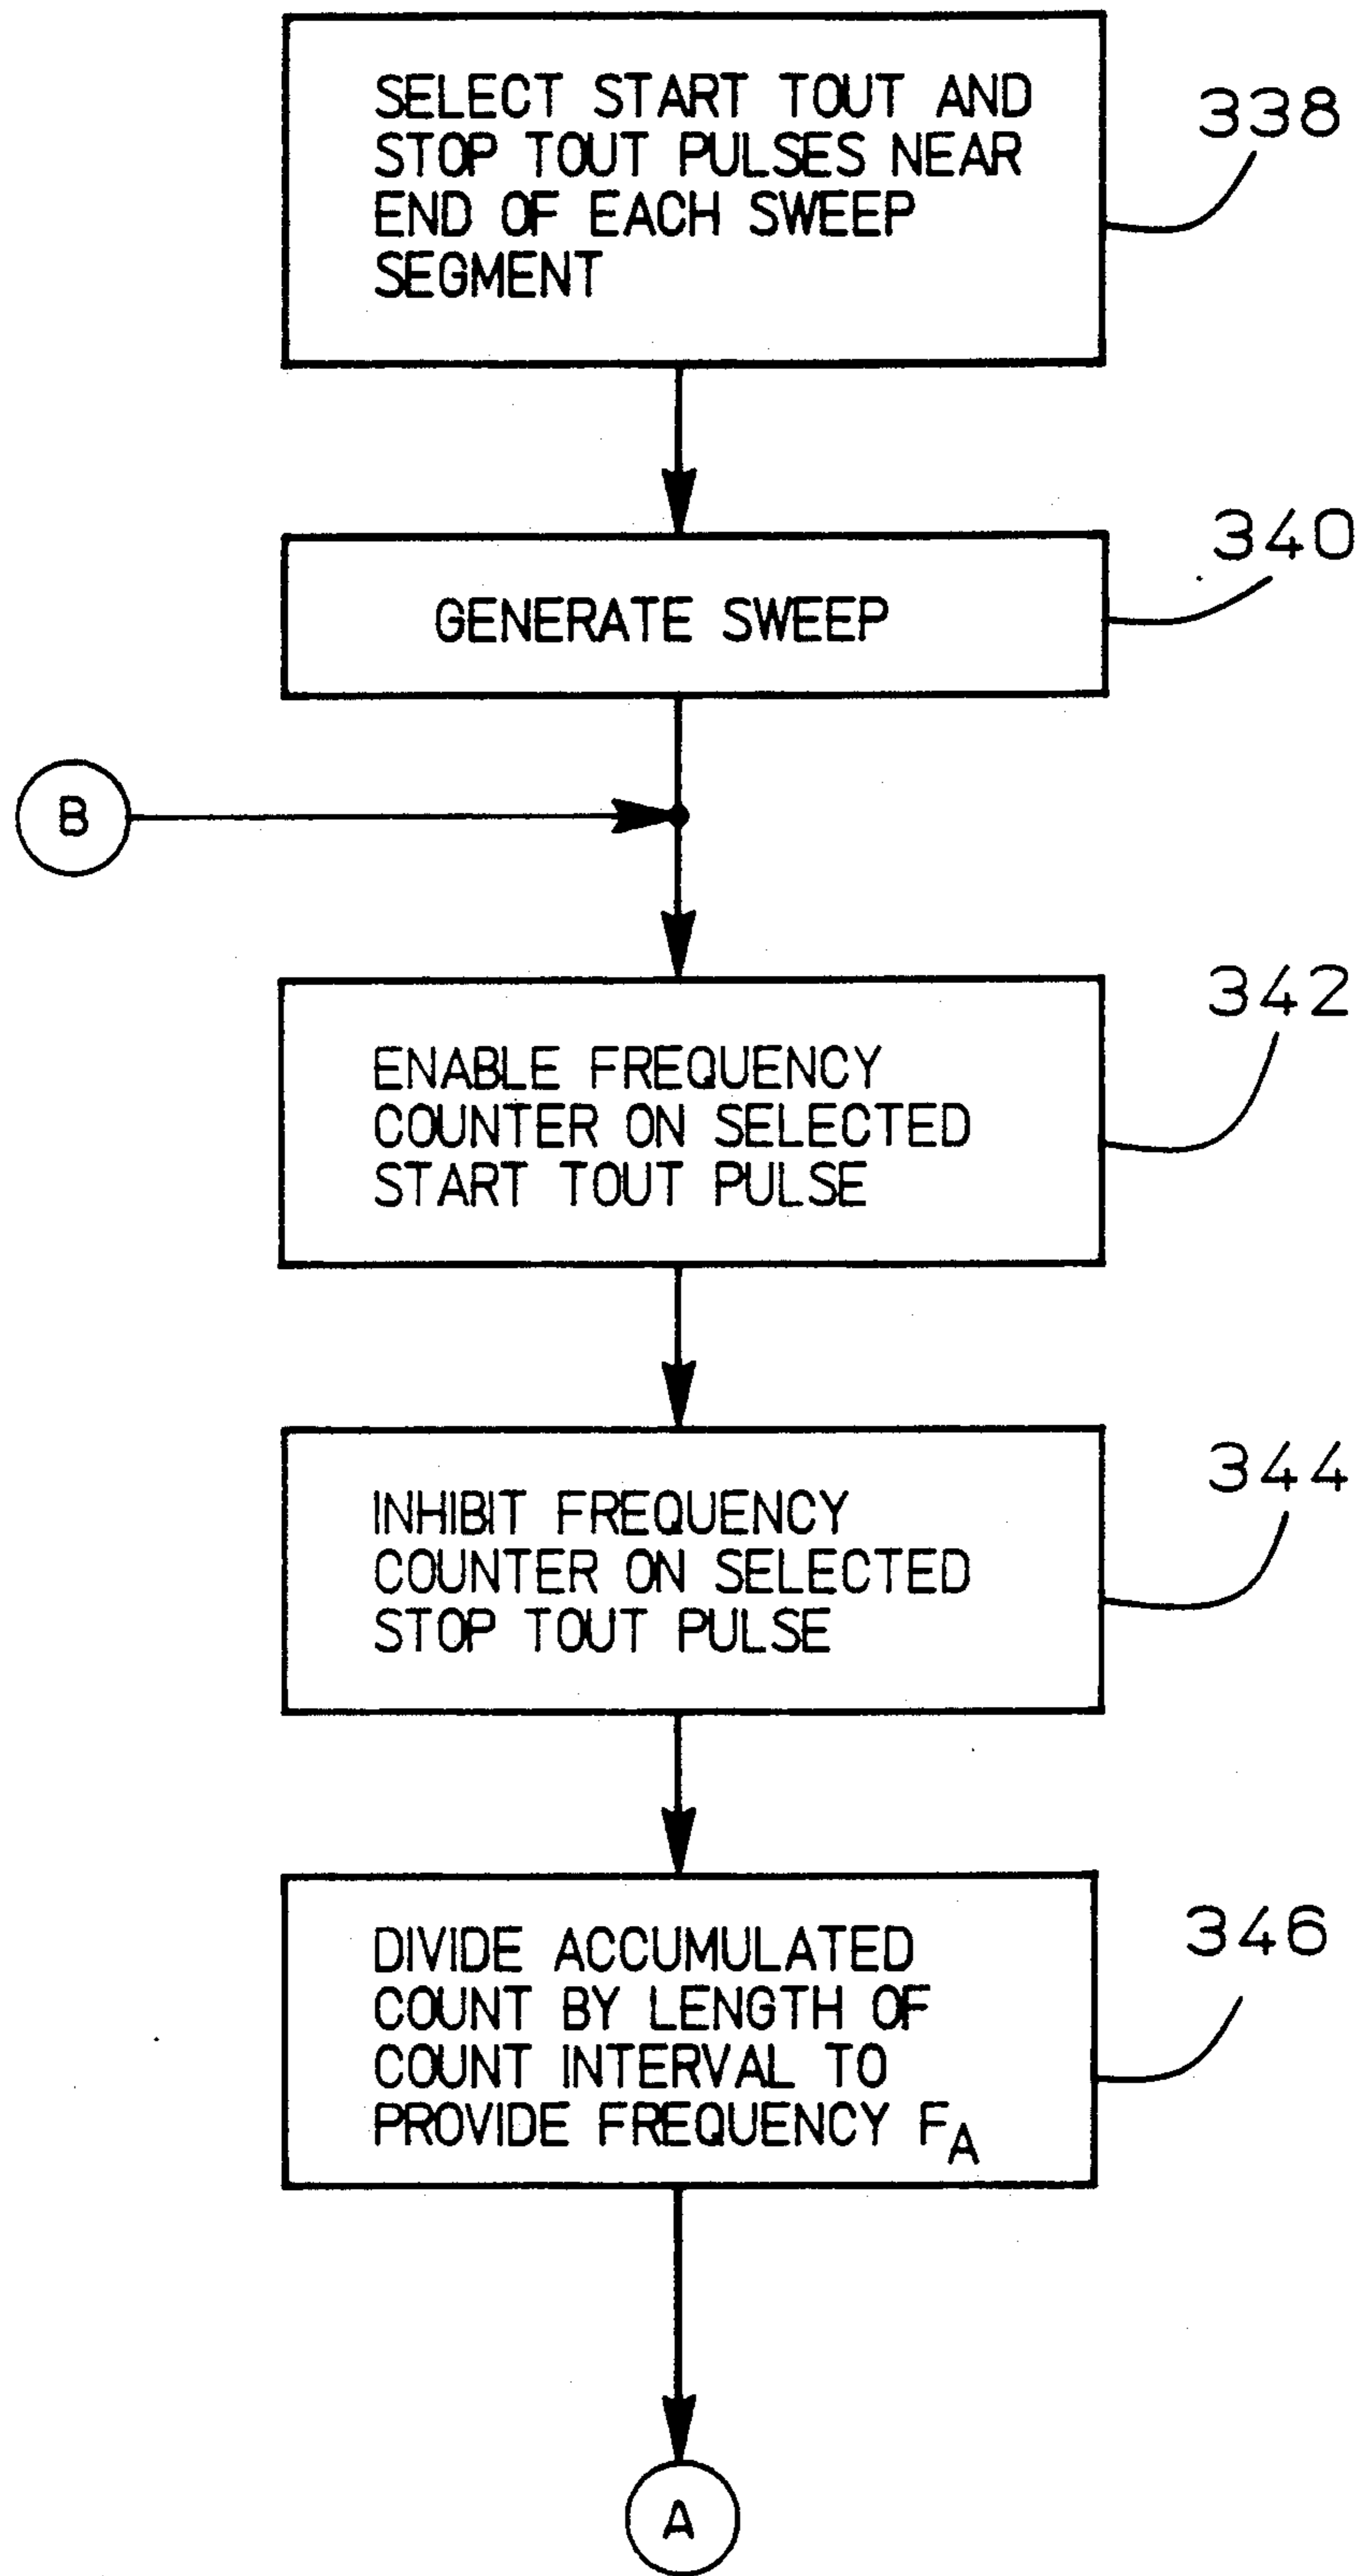 SELECT START TOUT AND
STOP TOUT PULSES NEAR
END OF EACH SWEEP
SEGMENT
338
GENERATE SWEEP
340
B
ENABLE FREQUENCY
COUNTER ON SELECTED
START TOUT PULSE
342
INHIBIT FREQUENCY
COUNTER ON SELECTED
STOP TOUT PULSE
344
DIVIDE ACCUMULATED
COUNT BY LENGTH OF
COUNT INTERVAL TO
PROVIDE FREQUENCY F_A
346
A